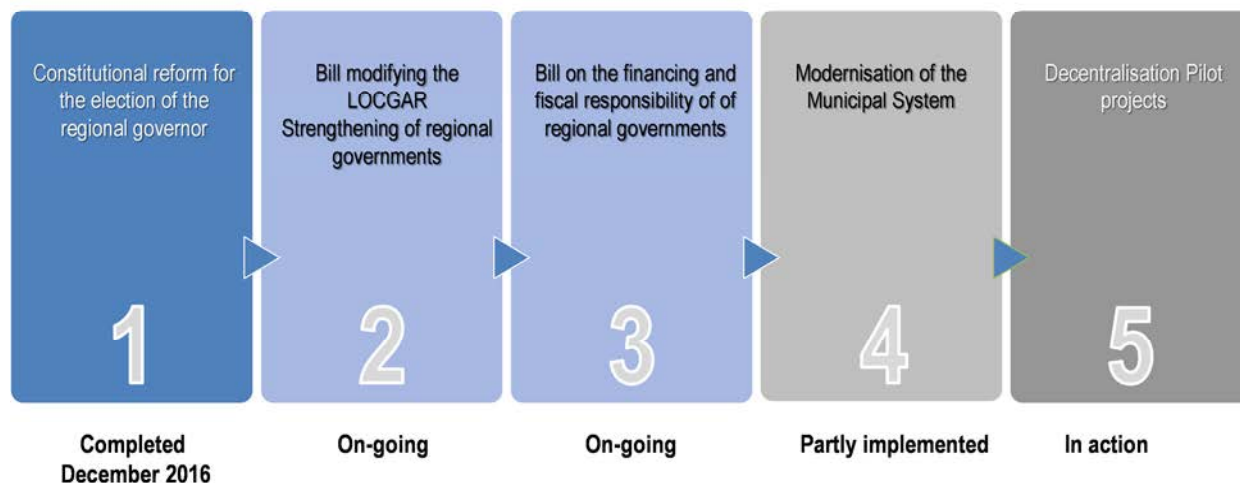 Constitutional reform for
the election of the
regional governor
1
Completed
December 2016
Bill modifying the
LOCGAR
Strengthening of regional
governments
2
On-going
Bill on the financing and
fiscal responsibility of of
regional governments
3
On-going
Modernisation of the
Municipal System
4
Partly implemented
Decentralisation Pilot
projects
5
In action